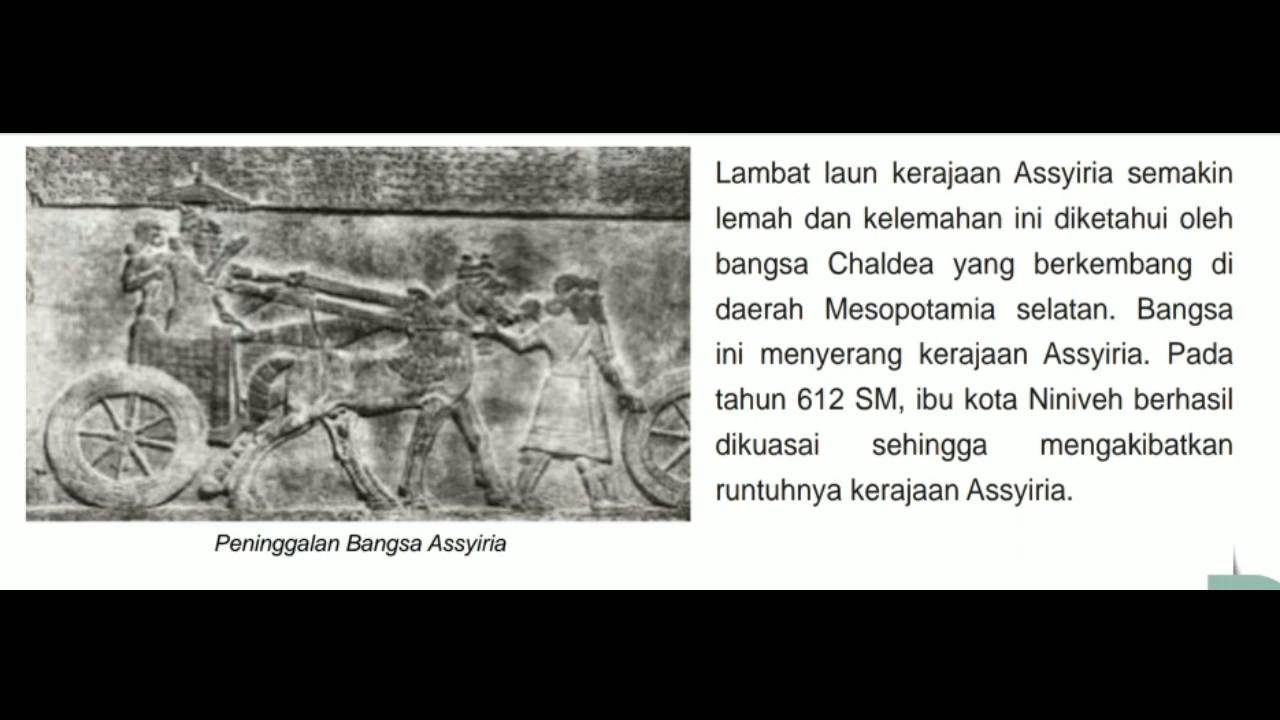 Lambat laun kerajaan Assyiria semakin
lemah dan kelemahan ini diketahui oleh
bangsa Chaldea yang berkembang di
daerah Mesopotamia selatan. Bangsa
ini menyerang kerajaan Assyiria. Pada
tahun 612 SM, ibu kota Niniveh berhasil
dikuasai sehingga mengakibatkan
runtuhnya kerajaan Assyiria.
Peninggalan Bangsa Assyiria